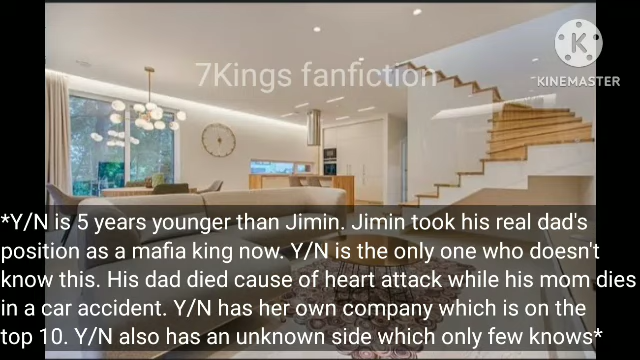 7Kings fanfiction
KINEMASTER
*Y/N is 5 years younger than Jimin. Jimin took his real dad's
position as a mafia king now. Y/N is the only one who doesn't
know this. His dad died cause of heart attack while his mom dies
in a car accident. Y/N has her own company which is on the
top 10. Y/N also has an unknown side which only few knows*